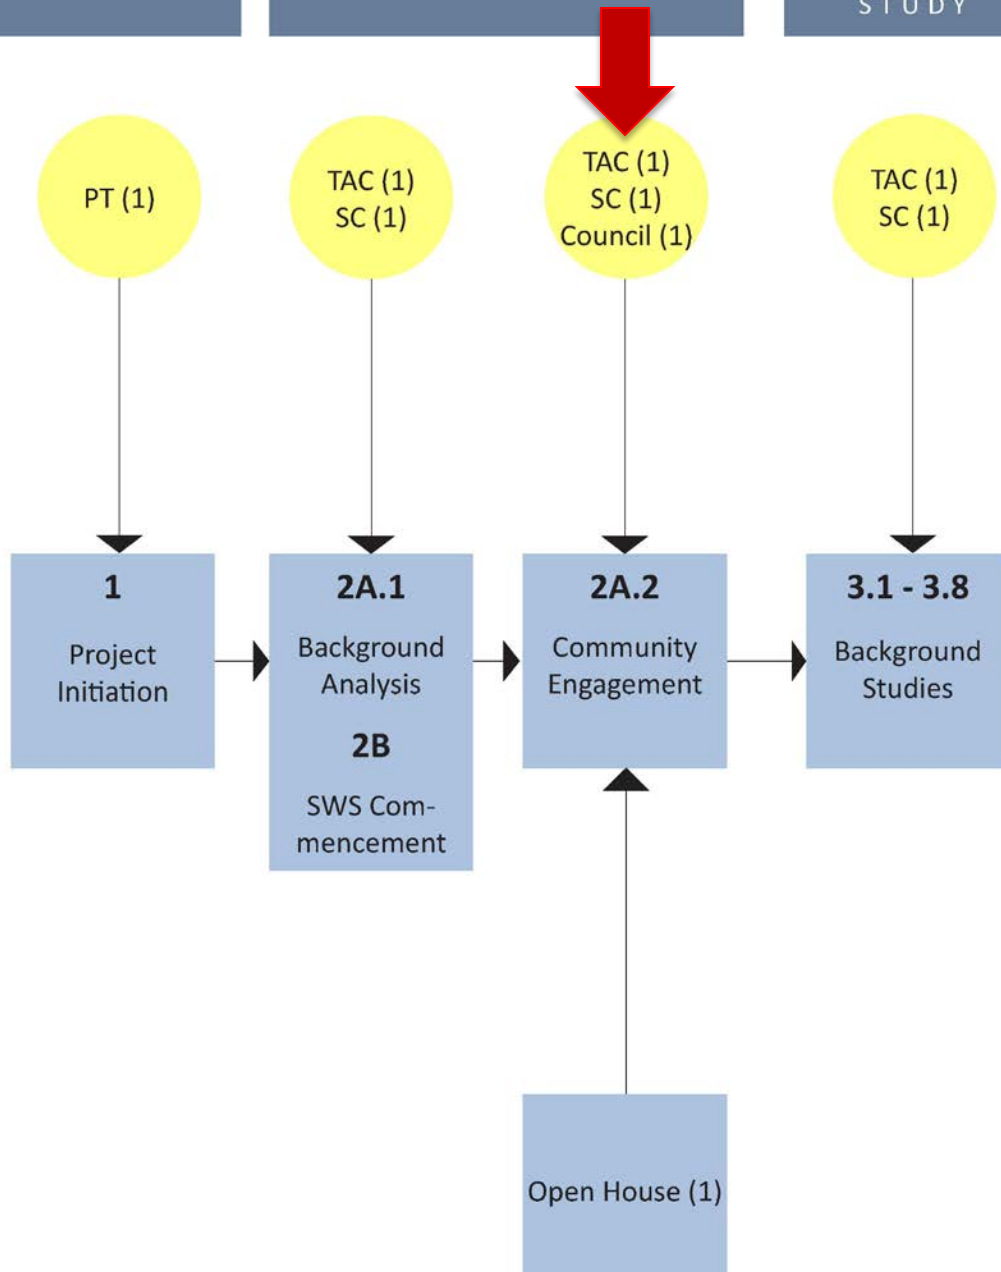 STUDY
PT (1)
TAC (1)
SC (1)
TAC (1)
SC (1)
Council (1)
TAC (1)
SC (1)
1
Project
Initiation
2A.1
Background
Analysis
2B
SWS Com-
mencement
2A.2
Community
Engagement
3.1 - 3.8
Background
Studies
Open House (1)